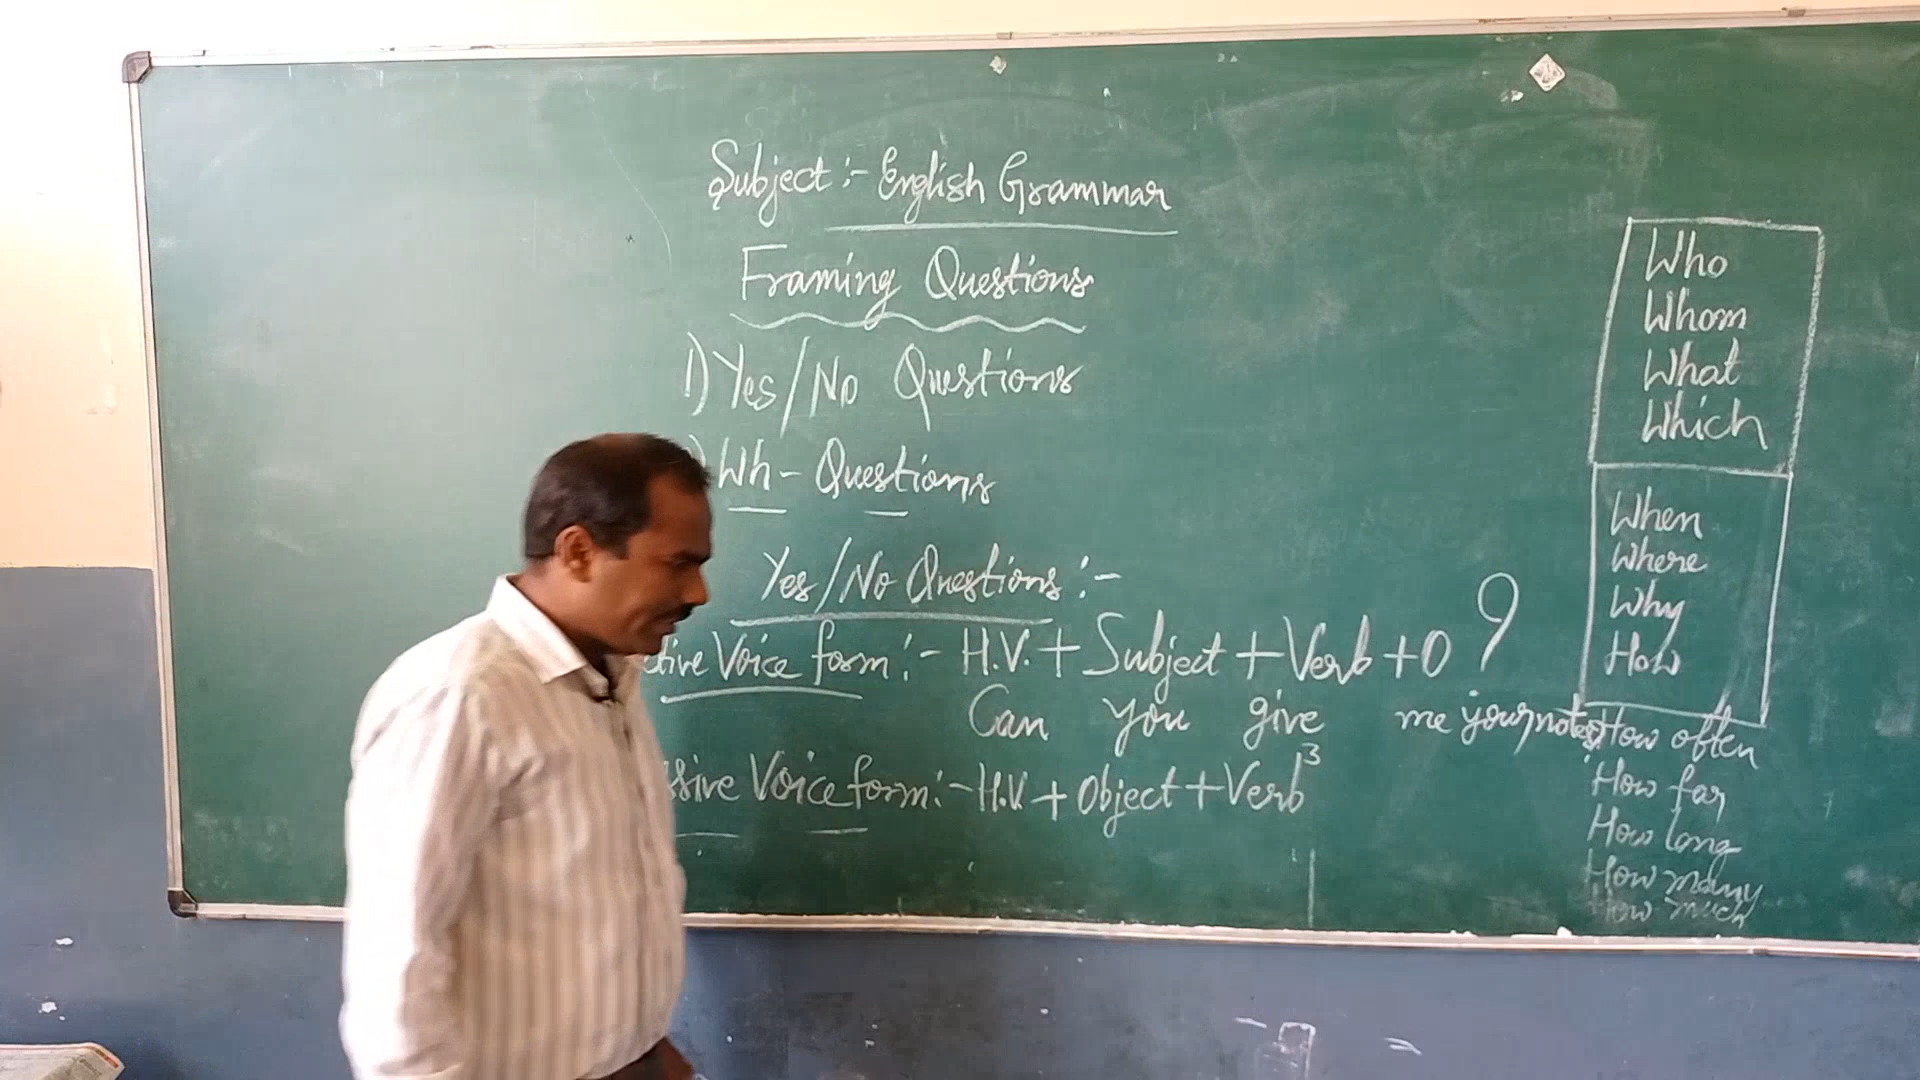 Subject :- English Grammar
Framing Questions
1) Yes/No Questions
) Wh - Questions
Yes/No Questions :-
ctive Voice form :- H.V. + Subject + Verb + O ?
Can you give me your notes?
ssive Voice form :- H.V + Object + Verb³
Who
Whom
What
Which
When
Where
Why
How
How often
How far
How long
How many
How much